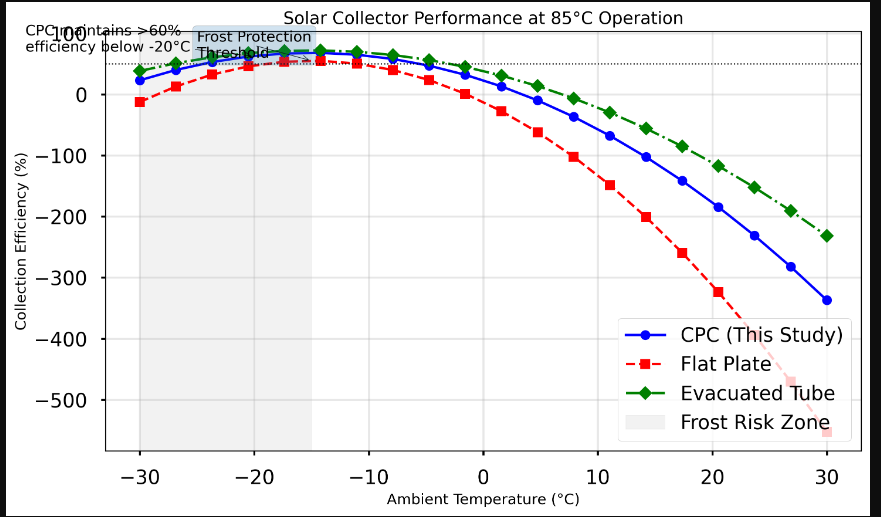 Solar Collector Performance at 85°C Operation
CPC maintains >60%
efficiency below -20°C
Frost Protection
Threshold
100
0
−100
−200
−300
−400
−500
Collection Efficiency (%)
CPC (This Study)
Flat Plate
Evacuated Tube
Frost Risk Zone
−30
−20
−10
0
10
20
30
Ambient Temperature (°C)